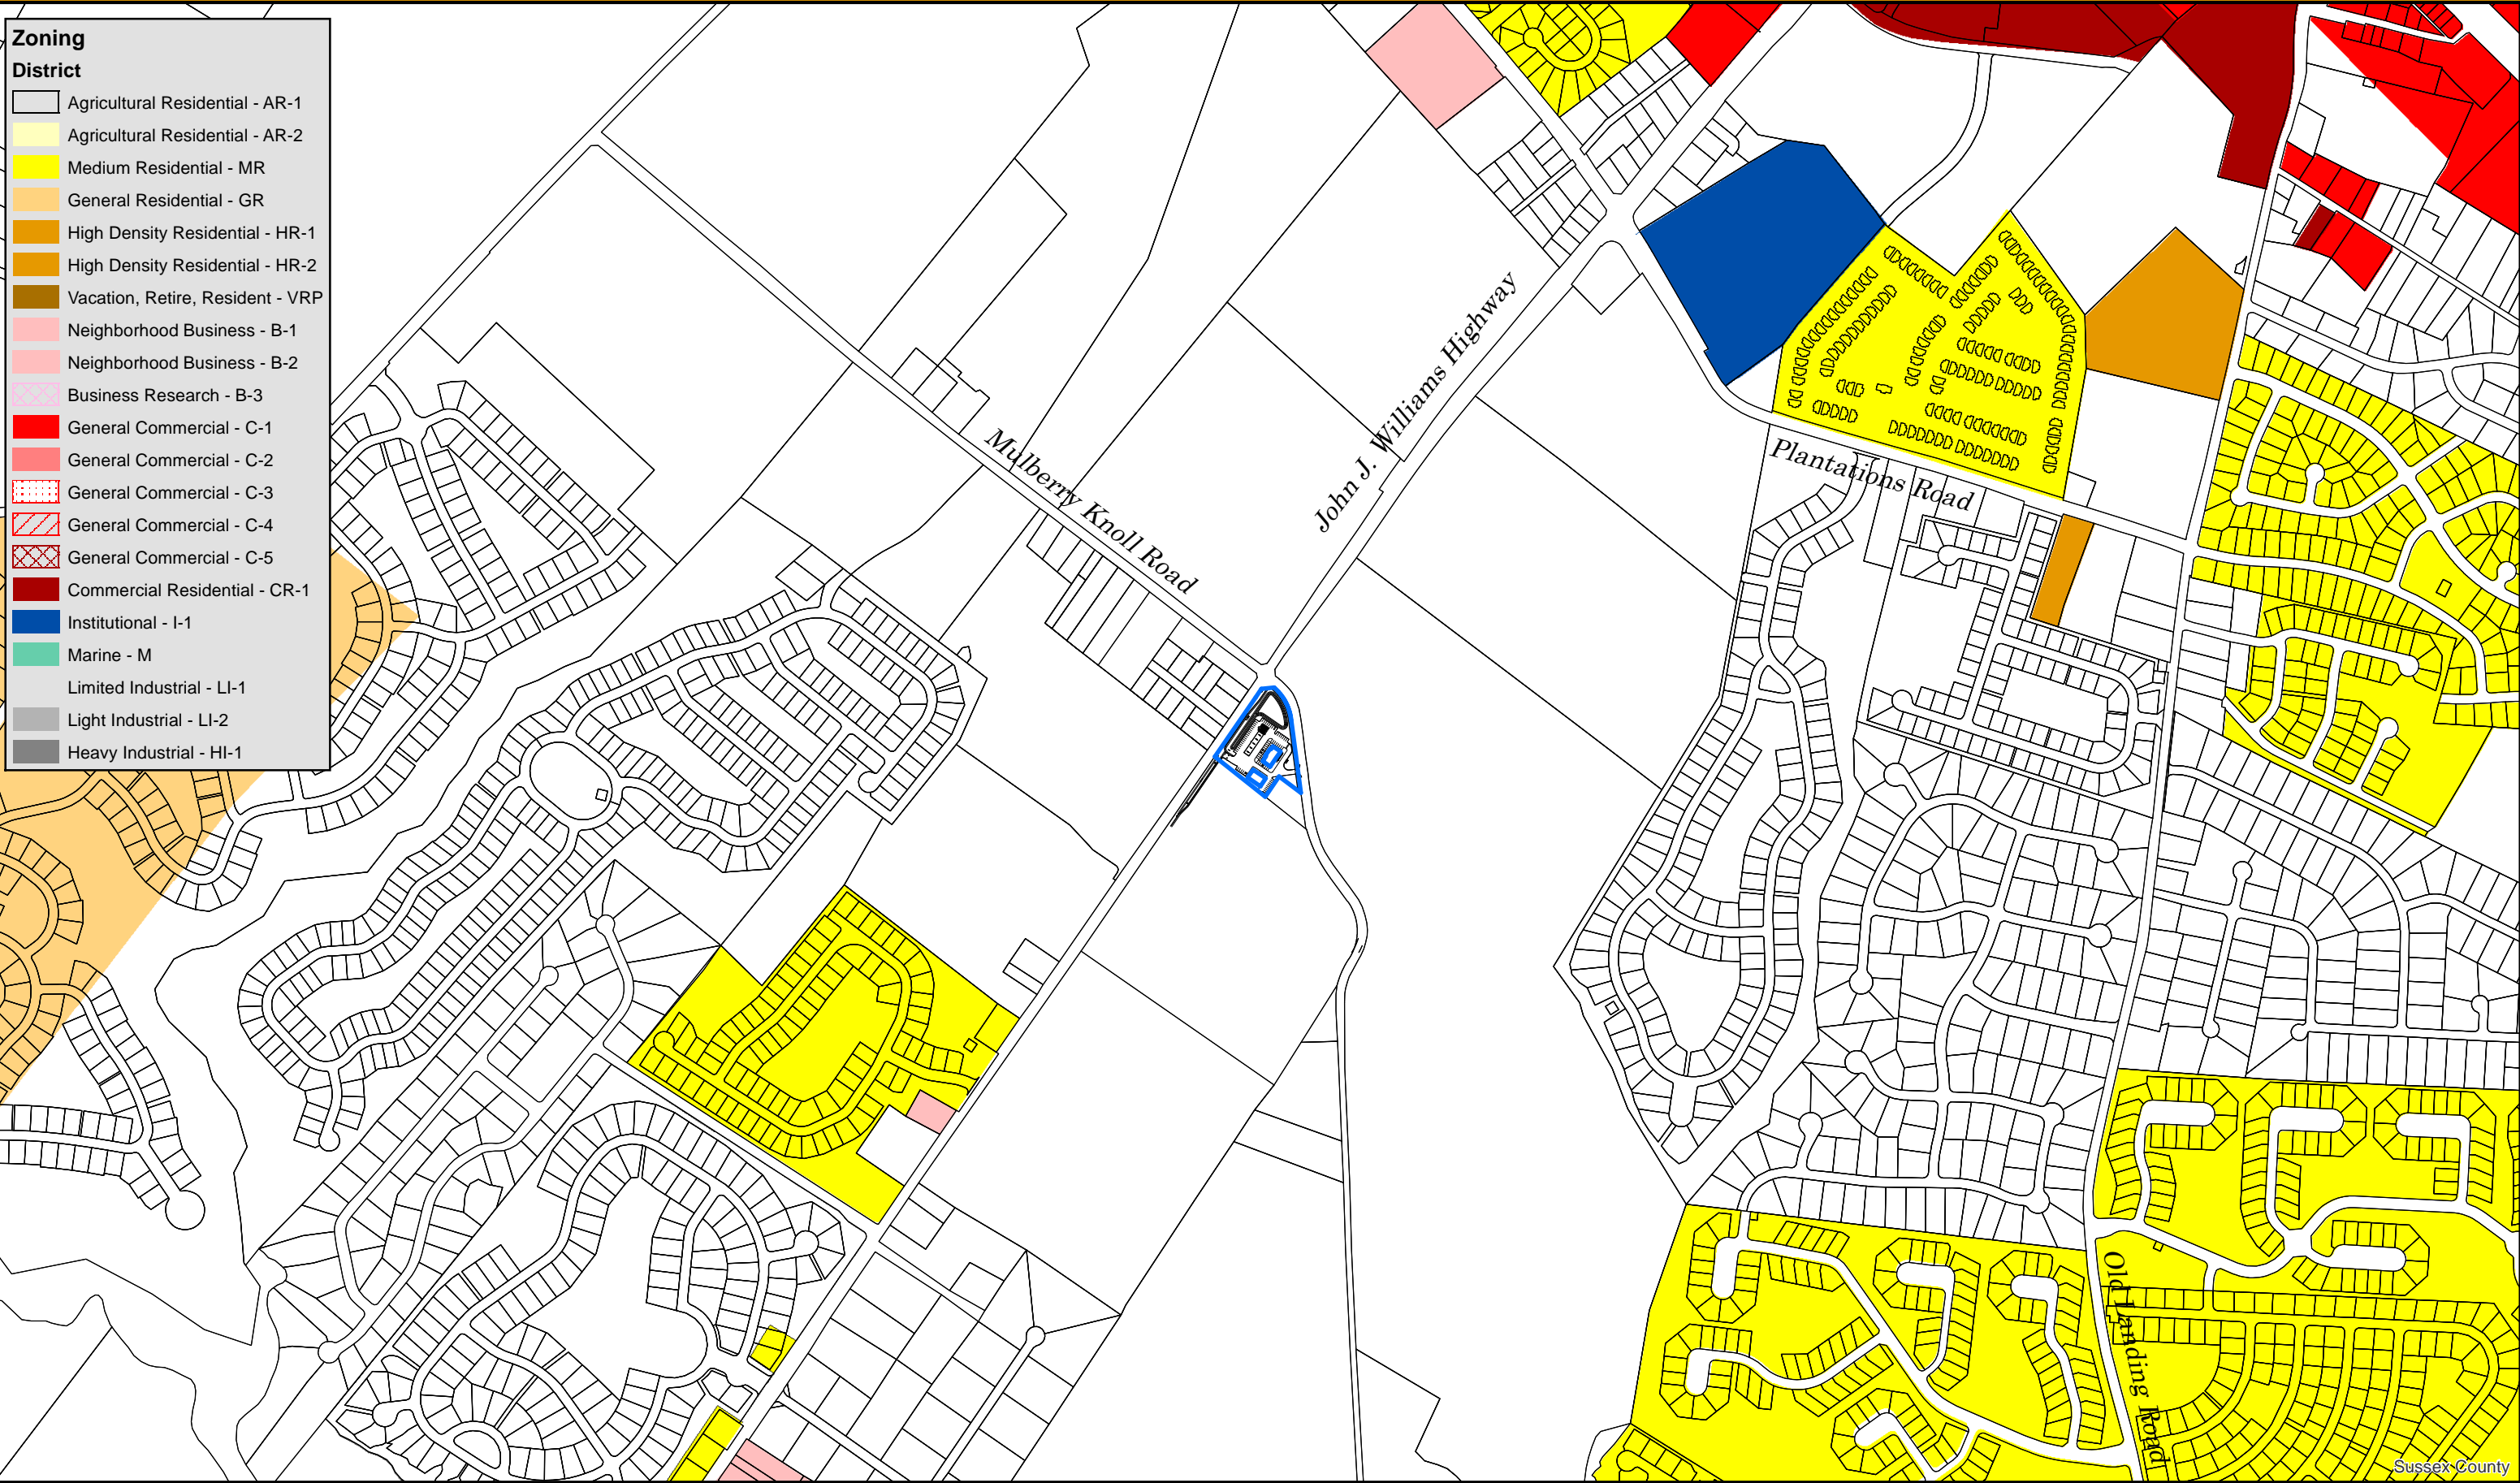 Zoning
District
Agricultural Residential - AR-1
Agricultural Residential - AR-2
Medium Residential - MR
General Residential - GR
High Density Residential - HR-1
High Density Residential - HR-2
Vacation, Retire, Resident - VRP
Neighborhood Business - B-1
Neighborhood Business - B-2
Business Research - B-3
General Commercial - C-1
General Commercial - C-2
General Commercial - C-3
General Commercial - C-4
General Commercial - C-5
Commercial Residential - CR-1
Institutional - I-1
Marine - M
Limited Industrial - LI-1
Light Industrial - LI-2
Heavy Industrial - HI-1
Mulberry Knoll Road
John J. Williams Highway
Plantations Road
Old Landing Road
Sussex County